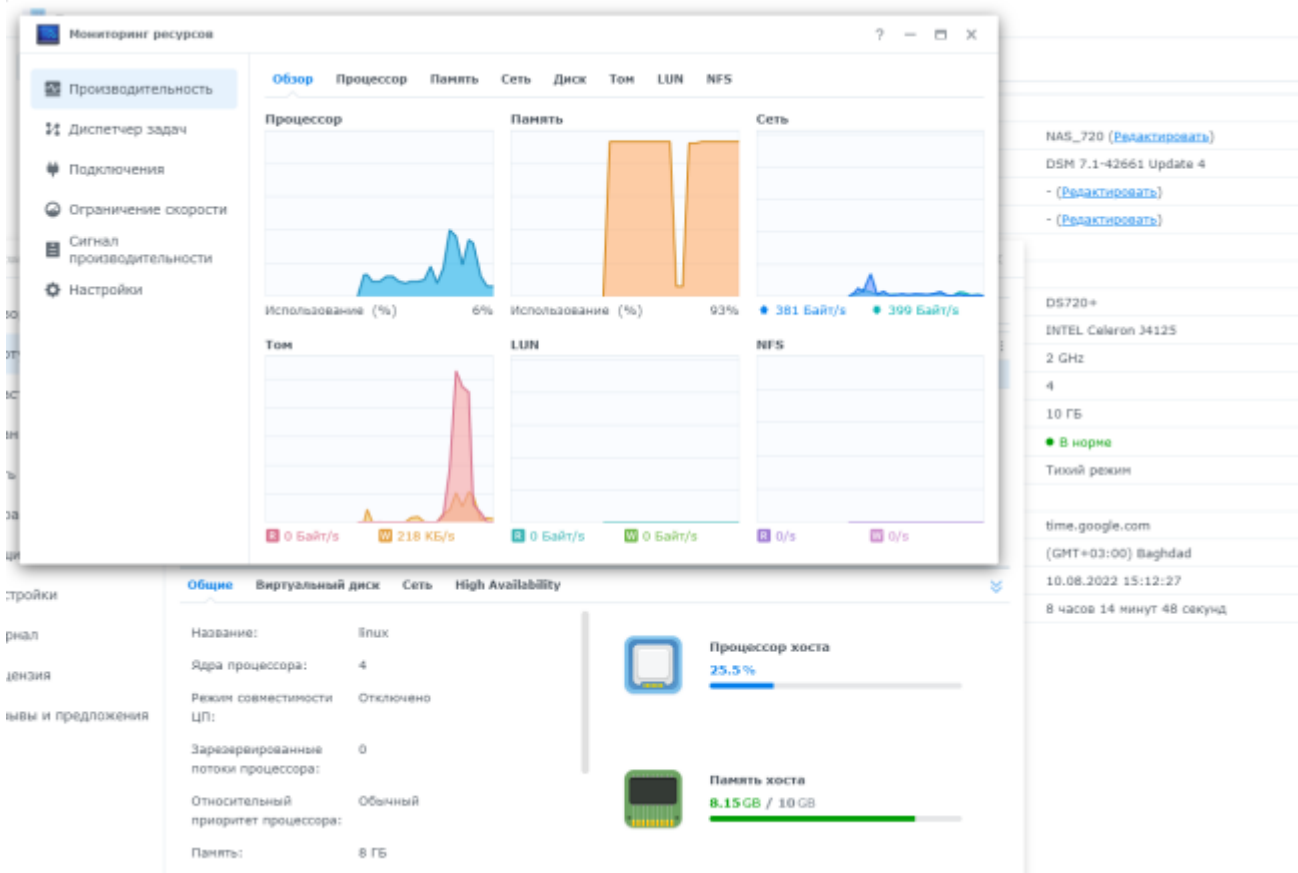 Мониторинг ресурсов
?
Производительность
Диспетчер задач
Подключения
Ограничение скорости
Сигнал
производительности
Настройки
Обзор Процессор Память Сеть Диск Том LUN NFS
Процессор Память Сеть
Использование (%) 6% Использование (%) 93% 381 Байт/s 399 Байт/s
Том LUN NFS
R 0 Байт/s W 218 КБ/s R 0 Байт/s W 0 Байт/s R 0/s W 0/s
NAS_720 (Редактировать)
DSM 7.1-42661 Update 4
- (Редактировать)
- (Редактировать)
DS720+
INTEL Celeron J4125
2 GHz
4
10 ГБ
В норме
Тихий режим
time.google.com
(GMT+03:00) Baghdad
10.08.2022 15:12:27
8 часов 14 минут 48 секунд
стройки
рнал
цензия
зывы и предложения
Общие Виртуальный диск Сеть High Availability
Название: linux
Ядра процессора: 4
Режим совместимости Отключено
ЦП:
Зарезервированные 0
потоки процессора:
Относительный Обычный
приоритет процессора:
Память: 8 ГБ
Процессор хоста
25.5 %
Память хоста
8.15 GB / 10 GB